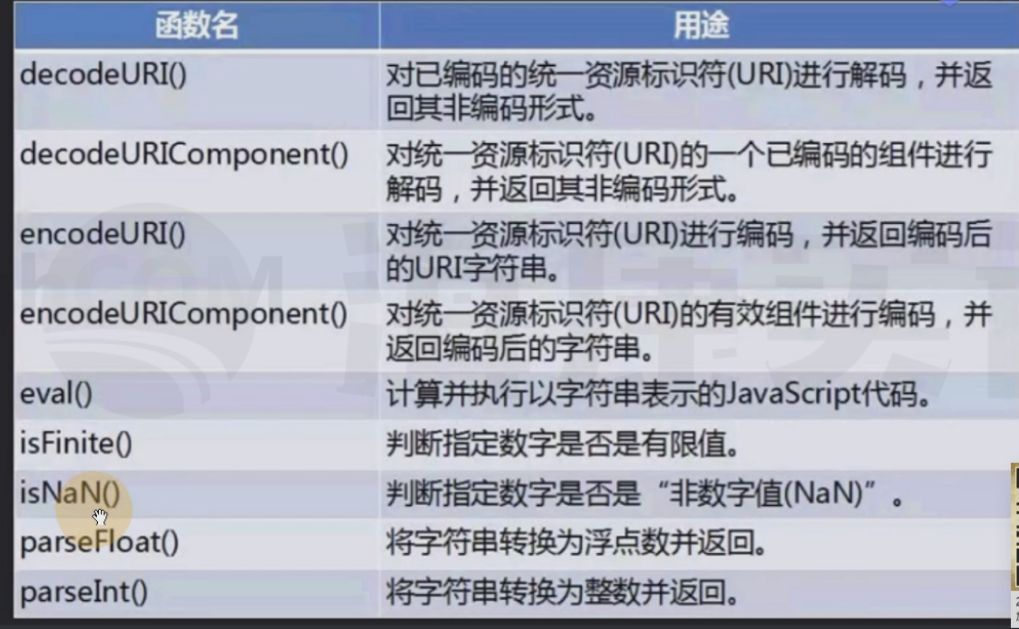 函数名 用途
decodeURI() 对已编码的统一资源标识符(URI)进行解码，并返
回其非编码形式。
decodeURIComponent() 对统一资源标识符(URI)的一个已编码的组件进行
解码，并返回其非编码形式。
encodeURI() 对统一资源标识符(URI)进行编码，并返回编码后
的URI字符串。
encodeURIComponent() 对统一资源标识符(URI)的有效组件进行编码，并
返回编码后的字符串。
eval() 计算并执行以字符串表示的JavaScript代码。
isFinite() 判断指定数字是否是有限值。
isNaN() 判断指定数字是否是“非数字值(NaN)”。
parseFloat() 将字符串转换为浮点数并返回。
parseInt() 将字符串转换为整数并返回。